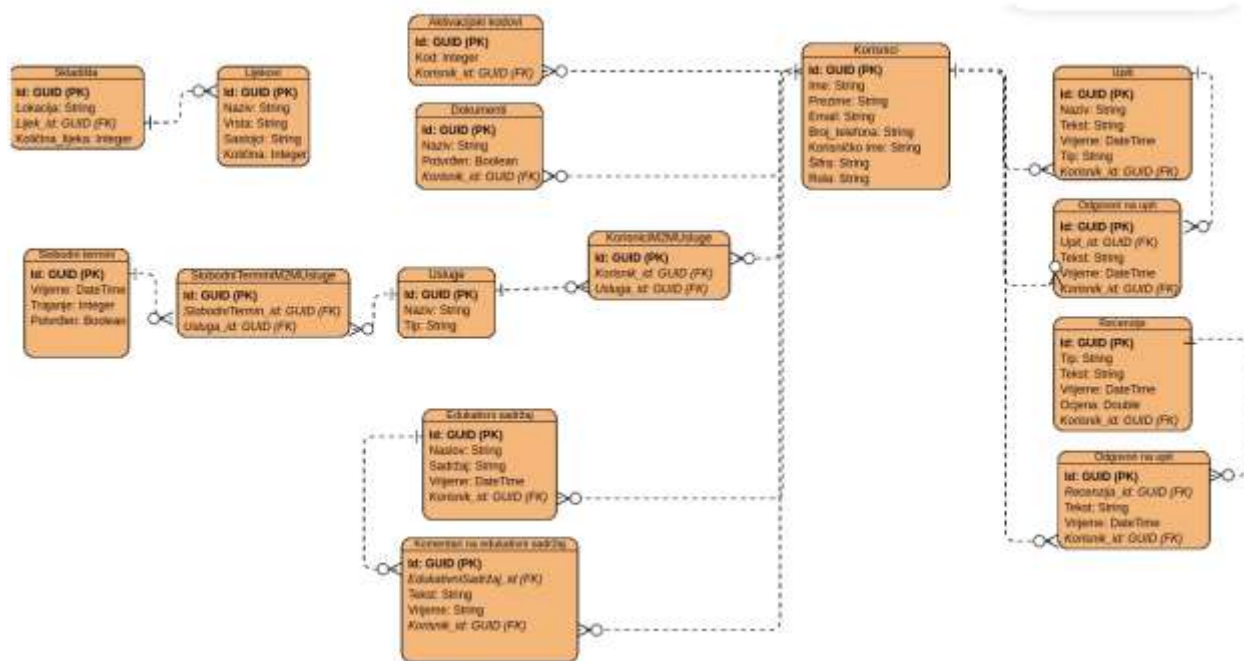 Skladišta
Id: GUID (PK)
Lokacija: String
Lijek_id: GUID (FK)
Količina_lijeka: Integer
Lijekovi
Id: GUID (PK)
Naziv: String
Vrsta: String
Sastojci: String
Količina: Integer
Aktivacijski kodovi
Id: GUID (PK)
Kod: Integer
Korisnik_id: GUID (FK)
Dokumenti
Id: GUID (PK)
Naziv: String
Potvrđen: Boolean
Korisnik_id: GUID (FK)
Korisnici
Id: GUID (PK)
Ime: String
Prezime: String
Email: String
Broj_telefona: String
Korisničko ime: String
Šifra: String
Rola: String
Upiti
Id: GUID (PK)
Naziv: String
Tekst: String
Vrijeme: DateTime
Tip: String
Korisnik_id: GUID (FK)
Odgovori na upit
Id: GUID (PK)
Upit_id: GUID (FK)
Tekst: String
Vrijeme: DateTime
Korisnik_id: GUID (FK)
Slobodni termini
Id: GUID (PK)
Vrijeme: DateTime
Trajanje: Integer
Potvrđen: Boolean
SlobodniTerminiM2MUsluge
Id: GUID (PK)
SlobodniTermin_id: GUID (FK)
Usluga_id: GUID (FK)
Usluge
Id: GUID (PK)
Naziv: String
Tip: String
KorisniciM2MUsluge
Id: GUID (PK)
Korisnik_id: GUID (FK)
Usluga_id: GUID (FK)
Recenzije
Id: GUID (PK)
Tip: String
Tekst: String
Vrijeme: DateTime
Ocjena: Double
Korisnik_id: GUID (FK)
Edukativni sadržaj
Id: GUID (PK)
Naslov: String
Sadržaj: String
Vrijeme: DateTime
Korisnik_id: GUID (FK)
Odgovori na upit
Id: GUID (PK)
Recenzija_id: GUID (FK)
Tekst: String
Vrijeme: DateTime
Korisnik_id: GUID (FK)
Komentari na edukativni sadržaj
Id: GUID (PK)
EdukativniSadržaj_id (FK)
Tekst: String
Vrijeme: String
Korisnik_id: GUID (FK)